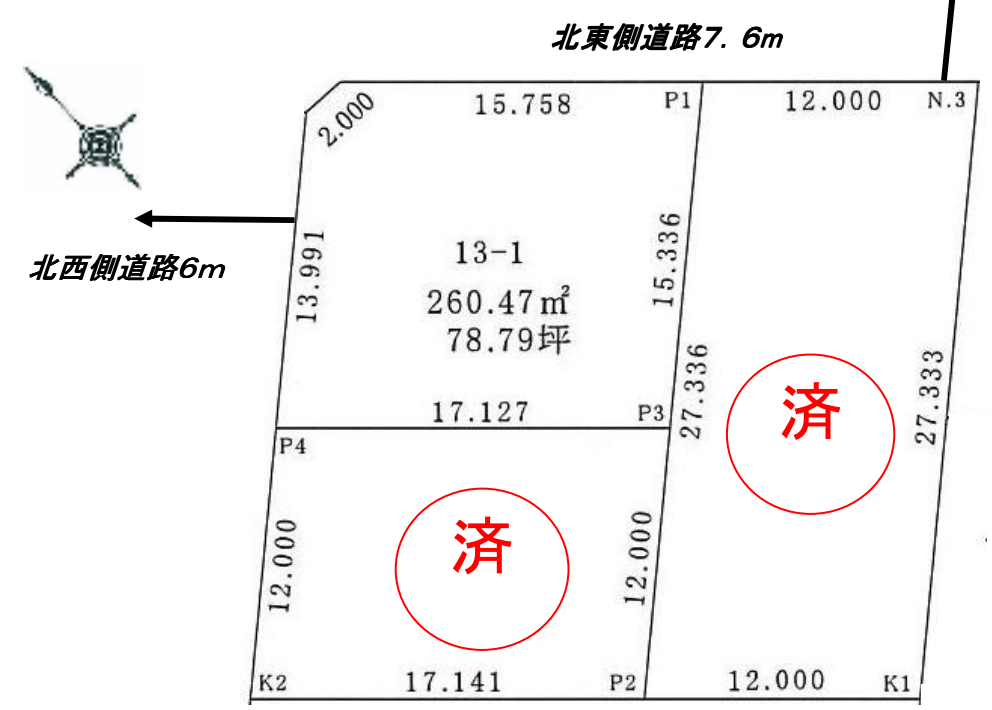 北東側道路7.6m
2.000
15.758
P1
12.000
N.3
北西側道路6m
13.991
13-1
260.47㎡
78.79坪
15.336
27.336
27.333
済
17.127
P3
P4
12.000
済
12.000
K2
17.141
P2
12.000
K1